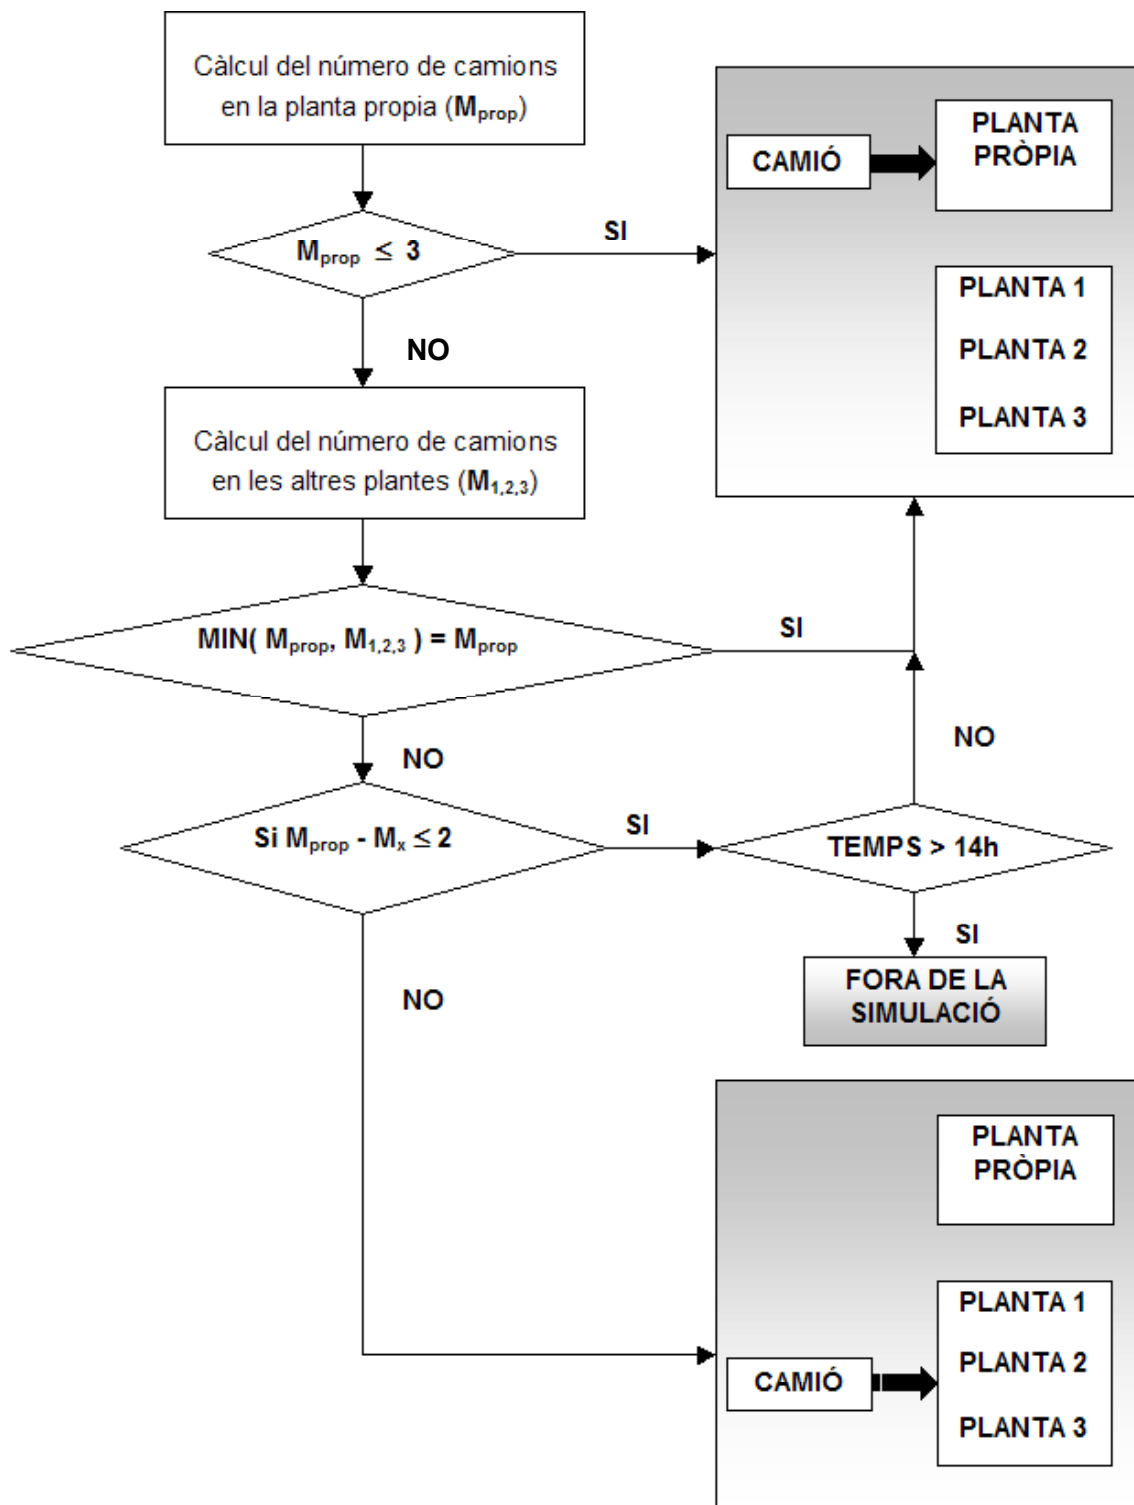 Càlcul del número de camions
en la planta propia (Mprop)
CAMIÓ
PLANTA
PRÒPIA
Mprop ≤ 3
SI
PLANTA 1
PLANTA 2
PLANTA 3
NO
Càlcul del número de camions
en les altres plantes (M1,2,3)
MIN( Mprop, M1,2,3 ) = Mprop
SI
NO
NO
Si Mprop - Mx ≤ 2
SI
TEMPS > 14h
SI
FORA DE LA
SIMULACIÓ
NO
PLANTA
PRÒPIA
PLANTA 1
PLANTA 2
PLANTA 3
CAMIÓ